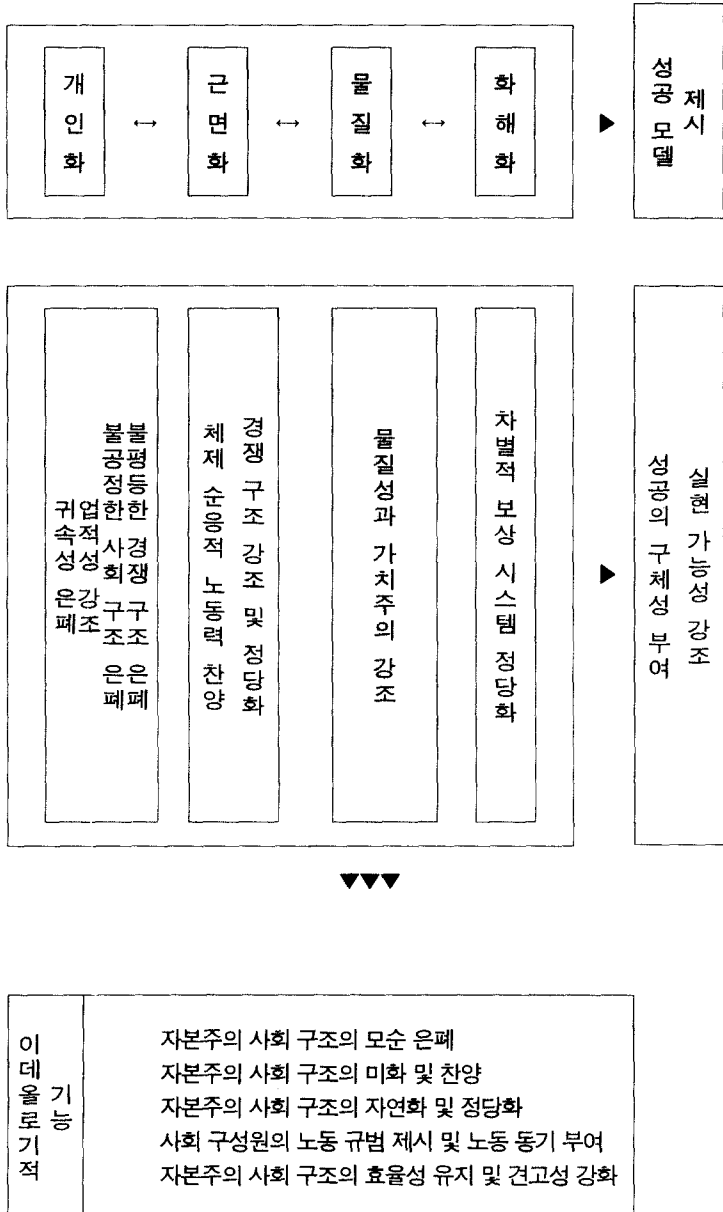 개인화
↔
근면화
↔
물질화
↔
화해화
▶
성공 모델
제시
귀속성 은폐
업적성 강조
불공정한 사회 구조 은폐
불평등한 경쟁 구조 은폐
체제 순응적 노동력 찬양
경쟁 구조 강조 및 정당화
물질성과 가치주의 강조
차별적 보상 시스템 정당화
▶
성공의 구체성 부여
실현 가능성 강조
▼▼▼
이데올로기적
기능
자본주의 사회 구조의 모순 은폐
자본주의 사회 구조의 미화 및 찬양
자본주의 사회 구조의 자연화 및 정당화
사회 구성원의 노동 규범 제시 및 노동 동기 부여
자본주의 사회 구조의 효율성 유지 및 견고성 강화